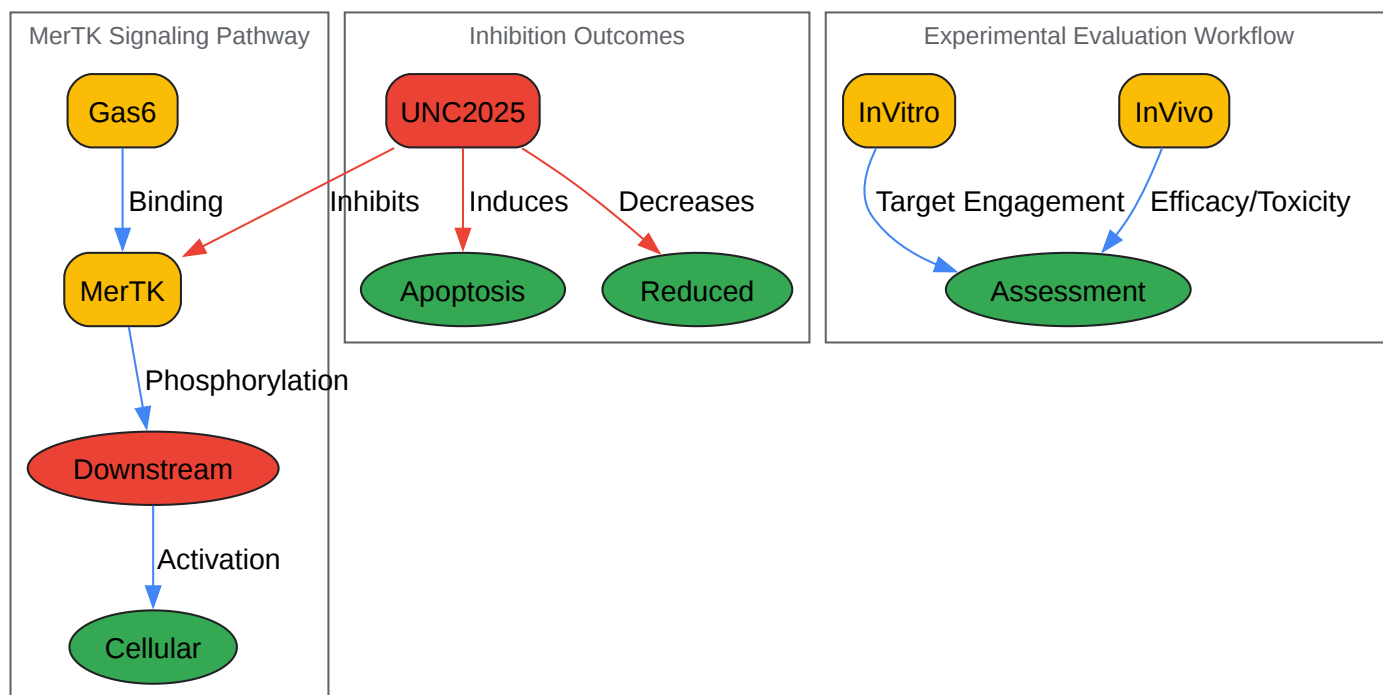 MerTK Signaling Pathway
Gas6
Binding
MerTK
Phosphorylation
Downstream
Activation
Cellular
Inhibition Outcomes
UNC2025
Inhibits
Induces
Decreases
Apoptosis
Reduced
Experimental Evaluation Workflow
InVitro
InVivo
Target Engagement
Efficacy/Toxicity
Assessment